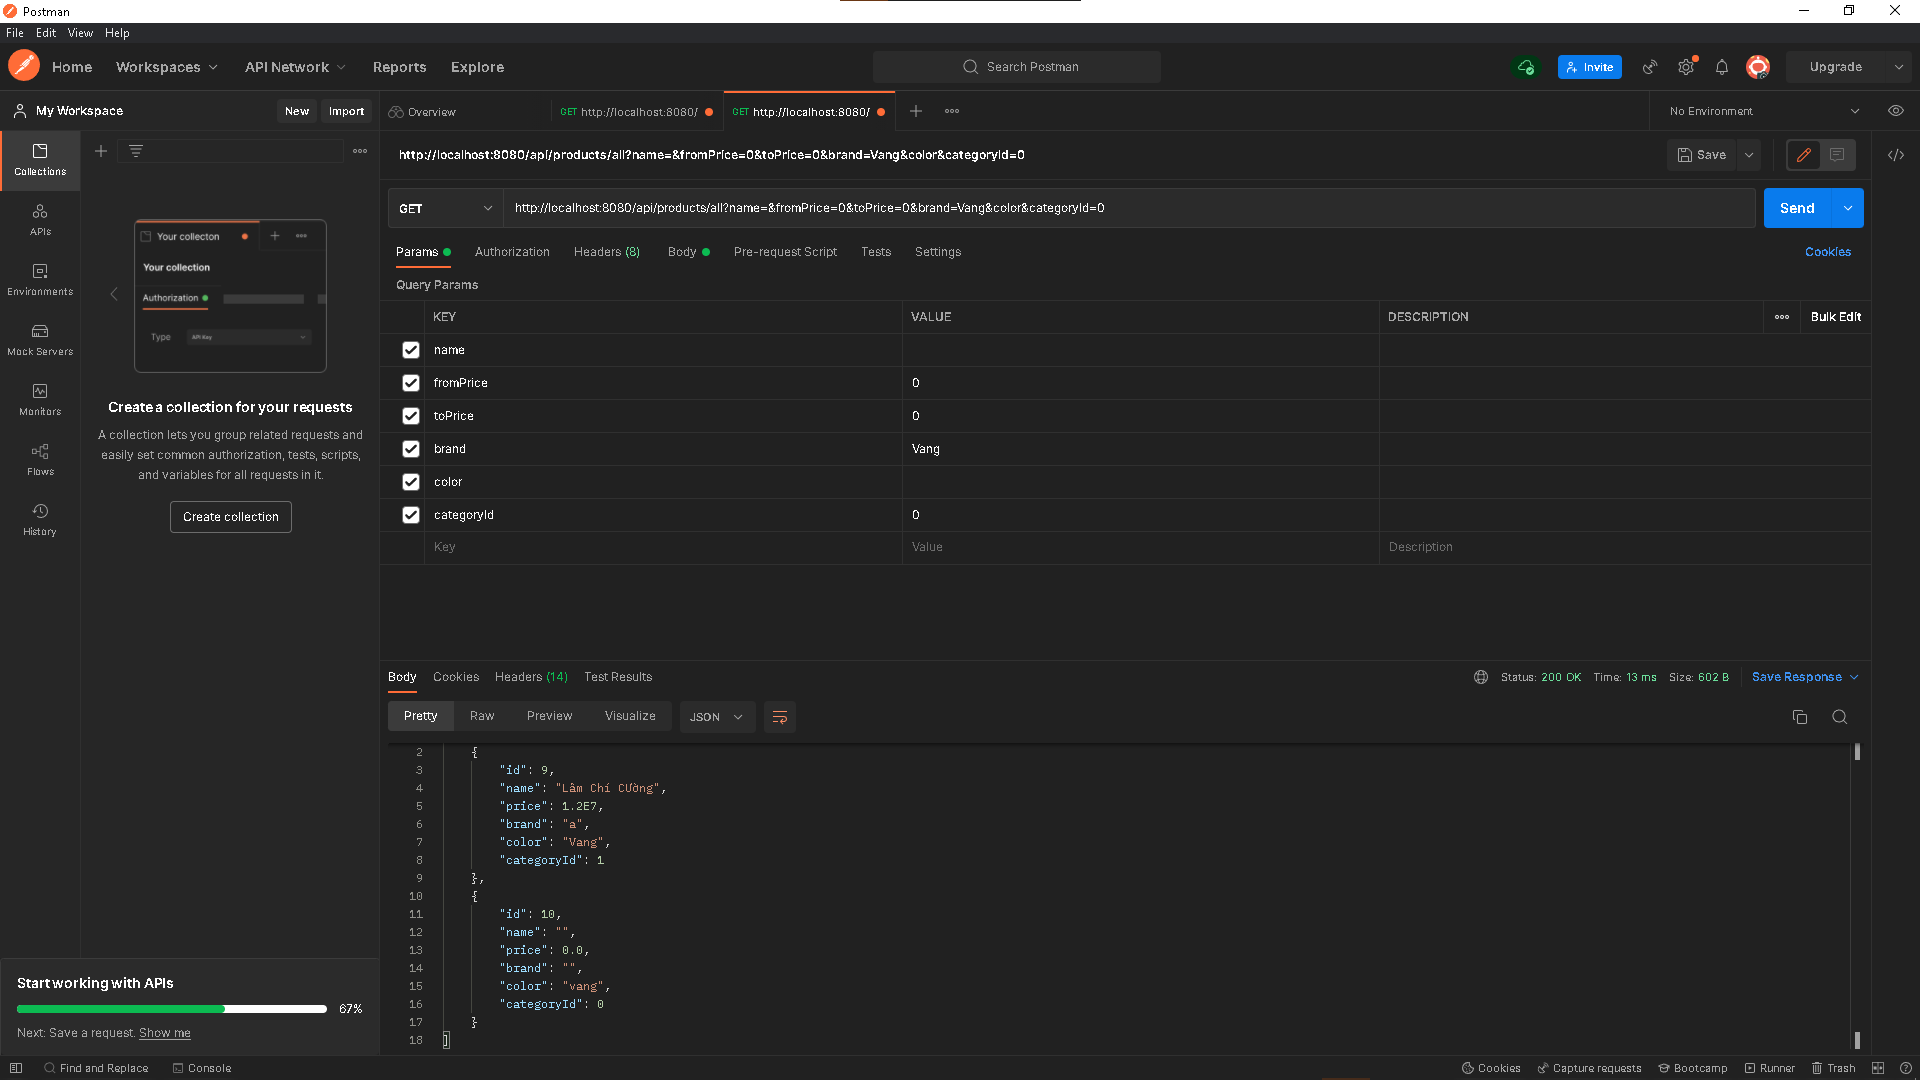 Postman
File Edit View Help
Home Workspaces API Network Reports Explore
Search Postman
Invite
Upgrade
My Workspace
New Import
Overview
GET http://localhost:8080/
GET http://localhost:8080/
No Environment
Collections
APIs
Environments
Mock Servers
Monitors
Flows
History
Your collecton
Your collection
Authorization
Type API Key
Create a collection for your requests
A collection lets you group related requests and
easily set common authorization, tests, scripts,
and variables for all requests in it.
Create collection
Start working with APIs
67%
Next: Save a request. Show me
http://localhost:8080/api/products/all?name=&fromPrice=0&toPrice=0&brand=Vang&color&categoryId=0
Save
GET http://localhost:8080/api/products/all?name=&fromPrice=0&toPrice=0&brand=Vang&color&categoryId=0
Send
Params Authorization Headers (8) Body Pre-request Script Tests Settings
Cookies
Query Params
KEY VALUE DESCRIPTION Bulk Edit
name
fromPrice 0
toPrice 0
brand Vang
color
categoryId 0
Key Value Description
Body Cookies Headers (14) Test Results
Status: 200 OK Time: 13 ms Size: 602 B Save Response
Pretty Raw Preview Visualize JSON
2 {
3 "id": 9,
4 "name": "Lâm Chí CƯờng",
5 "price": 1.2E7,
6 "brand": "a",
7 "color": "Vang",
8 "categoryId": 1
9 },
10 {
11 "id": 10,
12 "name": "",
13 "price": 0.0,
14 "brand": "",
15 "color": "vang",
16 "categoryId": 0
17 }
18 ]
Find and Replace Console
Cookies Capture requests Bootcamp Runner Trash